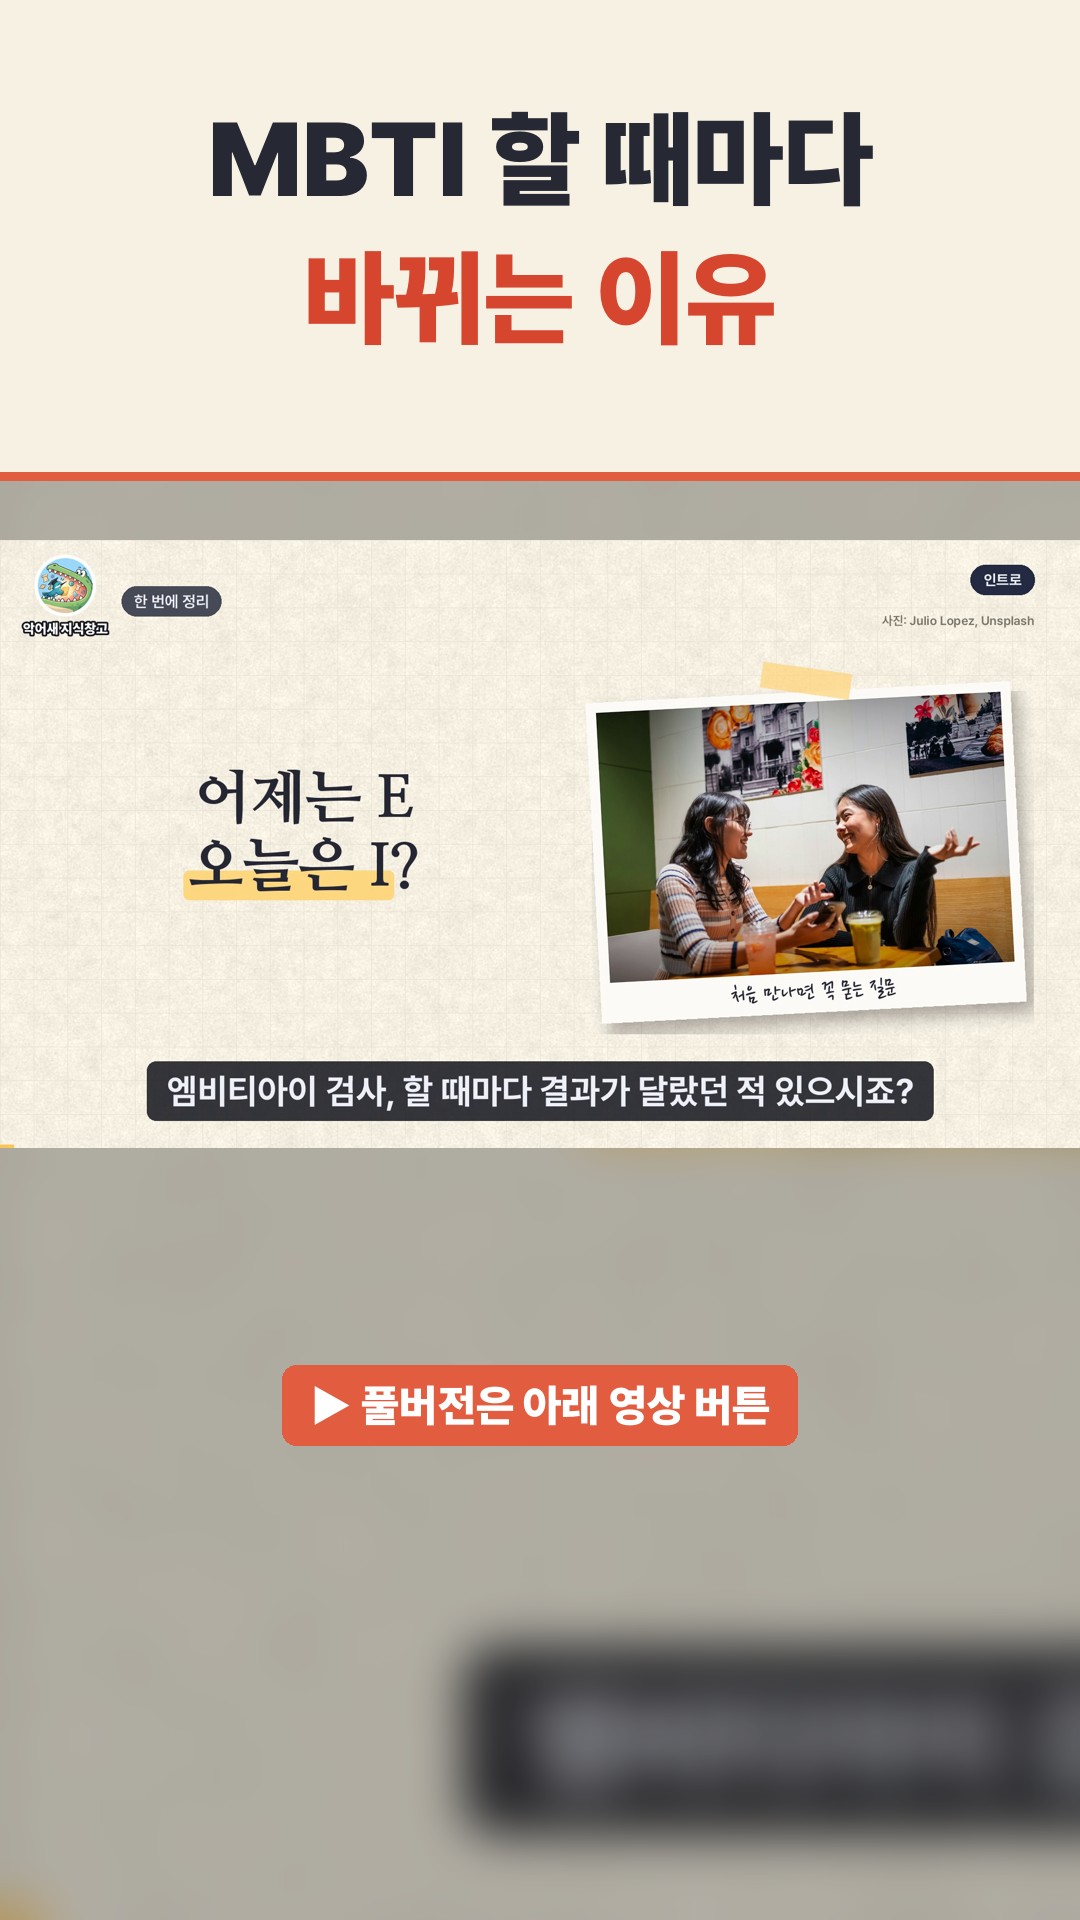 MBTI 할 때마다
바뀌는 이유
악어새 지식창고
한 번에 정리
인트로
사진: Julio Lopez, Unsplash
어제는 E
오늘은 I?
처음 만나면 꼭 묻는 질문
엠비티아이 검사, 할 때마다 결과가 달랐던 적 있으시죠?
▶ 풀버전은 아래 영상 버튼